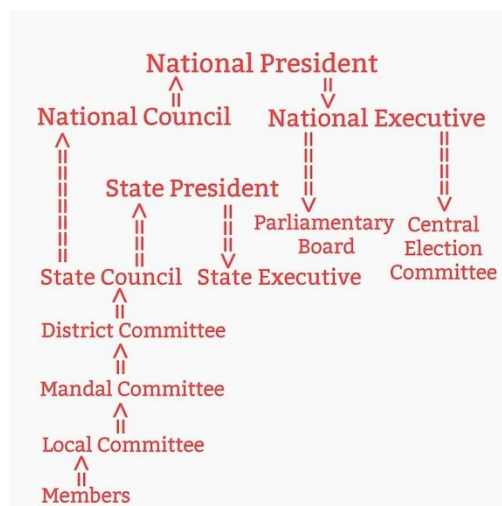 National President
National Council
National Executive
State President
Parliamentary
Board
Central
Election
Committee
State Council
State Executive
District Committee
Mandal Committee
Local Committee
Members